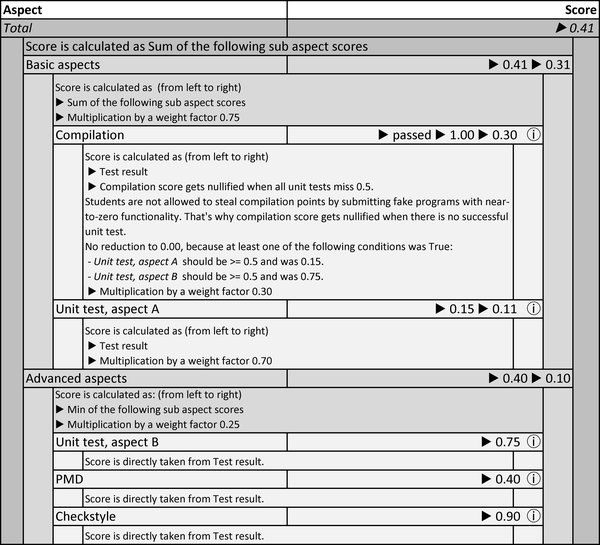 Aspect Score
Total ▶ 0.41
Score is calculated as Sum of the following sub aspect scores
Basic aspects ▶ 0.41 ▶ 0.31
Score is calculated as (from left to right)
▶ Sum of the following sub aspect scores
▶ Multiplication by a weight factor 0.75
Compilation ▶ passed ▶ 1.00 ▶ 0.30 ⓘ
Score is calculated as (from left to right)
▶ Test result
▶ Compilation score gets nullified when all unit tests miss 0.5.
Students are not allowed to steal compilation points by submitting fake programs with near-
to-zero functionality. That's why compilation score gets nullified when there is no successful
unit test.
No reduction to 0.00, because at least one of the following conditions was True:
- Unit test, aspect A should be >= 0.5 and was 0.15.
- Unit test, aspect B should be >= 0.5 and was 0.75.
▶ Multiplication by a weight factor 0.30
Unit test, aspect A ▶ 0.15 ▶ 0.11 ⓘ
Score is calculated as (from left to right)
▶ Test result
▶ Multiplication by a weight factor 0.70
Advanced aspects ▶ 0.40 ▶ 0.10
Score is calculated as: (from left to right)
▶ Min of the following sub aspect scores
▶ Multiplication by a weight factor 0.25
Unit test, aspect B ▶ 0.75 ⓘ
Score is directly taken from Test result.
PMD ▶ 0.40 ⓘ
Score is directly taken from Test result.
Checkstyle ▶ 0.90 ⓘ
Score is directly taken from Test result.